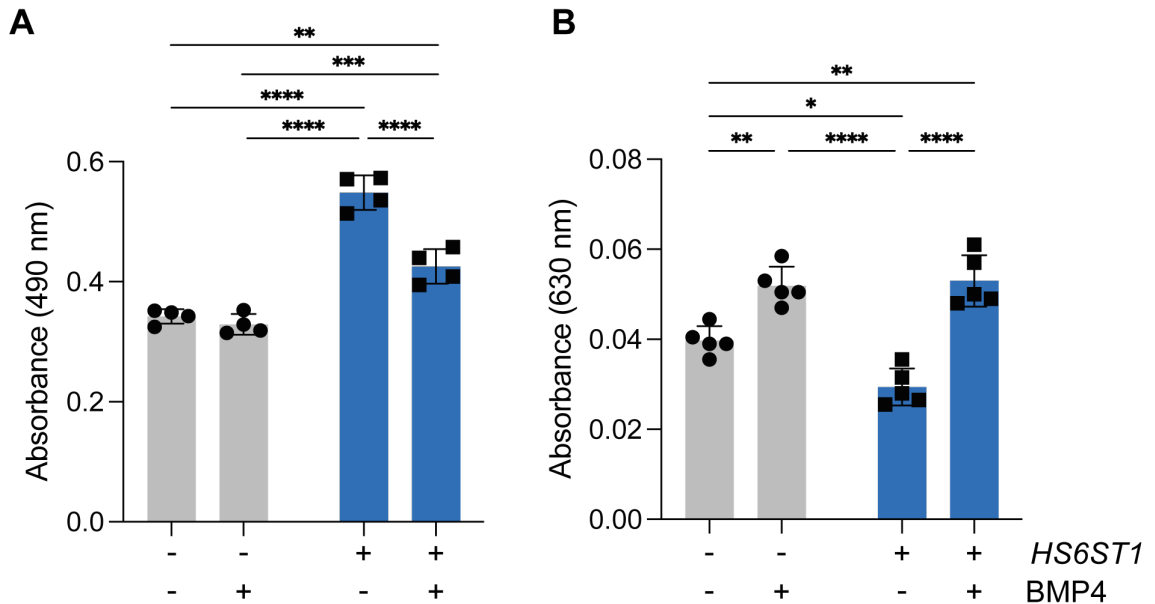 A
B
**
***
****
**** ****
**
*
** **** ****
0.6
0.4
0.2
0.0
Absorbance (490 nm)
0.08
0.06
0.04
0.02
0.00
Absorbance (630 nm)
- - + + - - + + HS6ST1
- + - + - + - + BMP4